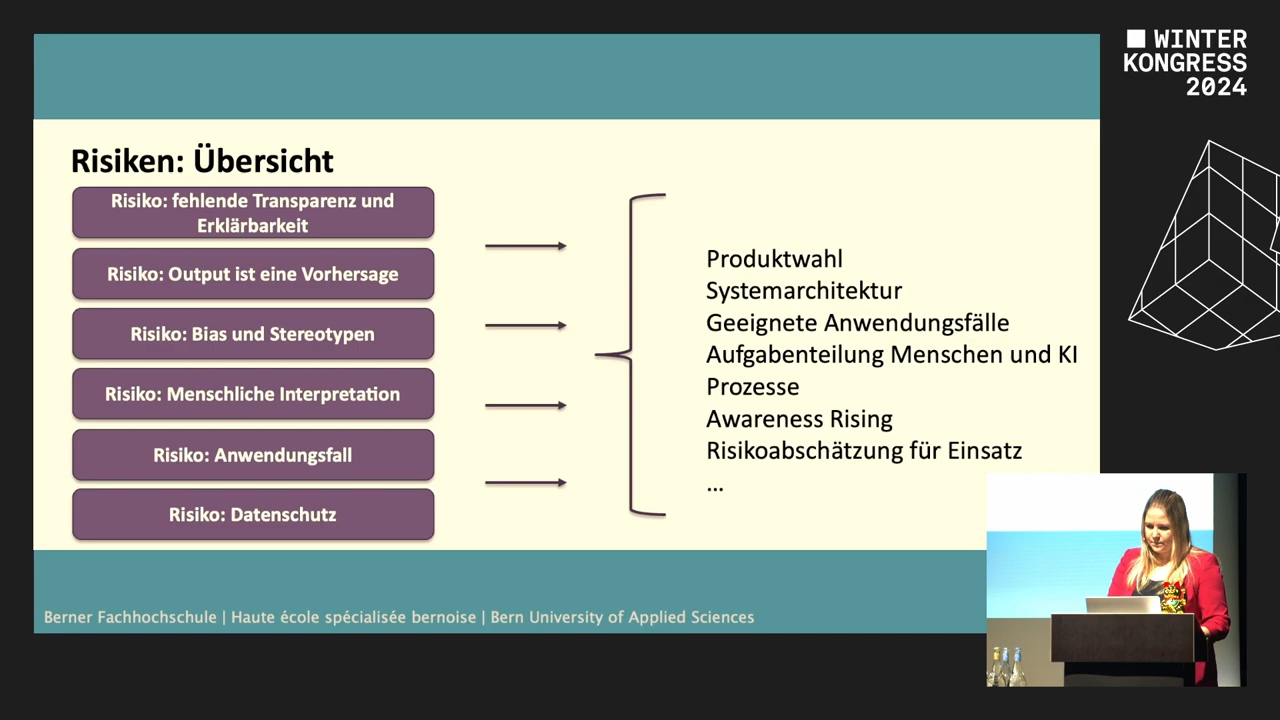 WINTER
KONGRESS
2024
Risiken: Übersicht
Risiko: fehlende Transparenz und
Erklärbarkeit
Risiko: Output ist eine Vorhersage
Risiko: Bias und Stereotypen
Risiko: Menschliche Interpretation
Risiko: Anwendungsfall
Risiko: Datenschutz
Produktwahl
Systemarchitektur
Geeignete Anwendungsfälle
Aufgabenteilung Menschen und KI
Prozesse
Awareness Rising
Risikoabschätzung für Einsatz
...
Berner Fachhochschule | Haute école spécialisée bernoise | Bern University of Applied Sciences